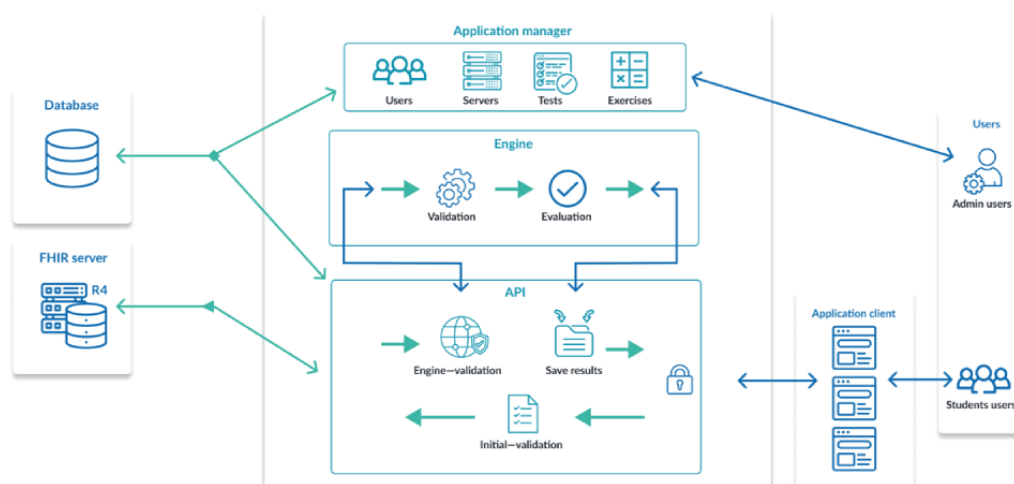 Application manager
Users
Servers
Tests
Exercises
Database
Engine
Users
Validation
Evaluation
Admin users
FHIR server
R4
API
Application client
Engine—validation
Save results
Students users
Initial—validation